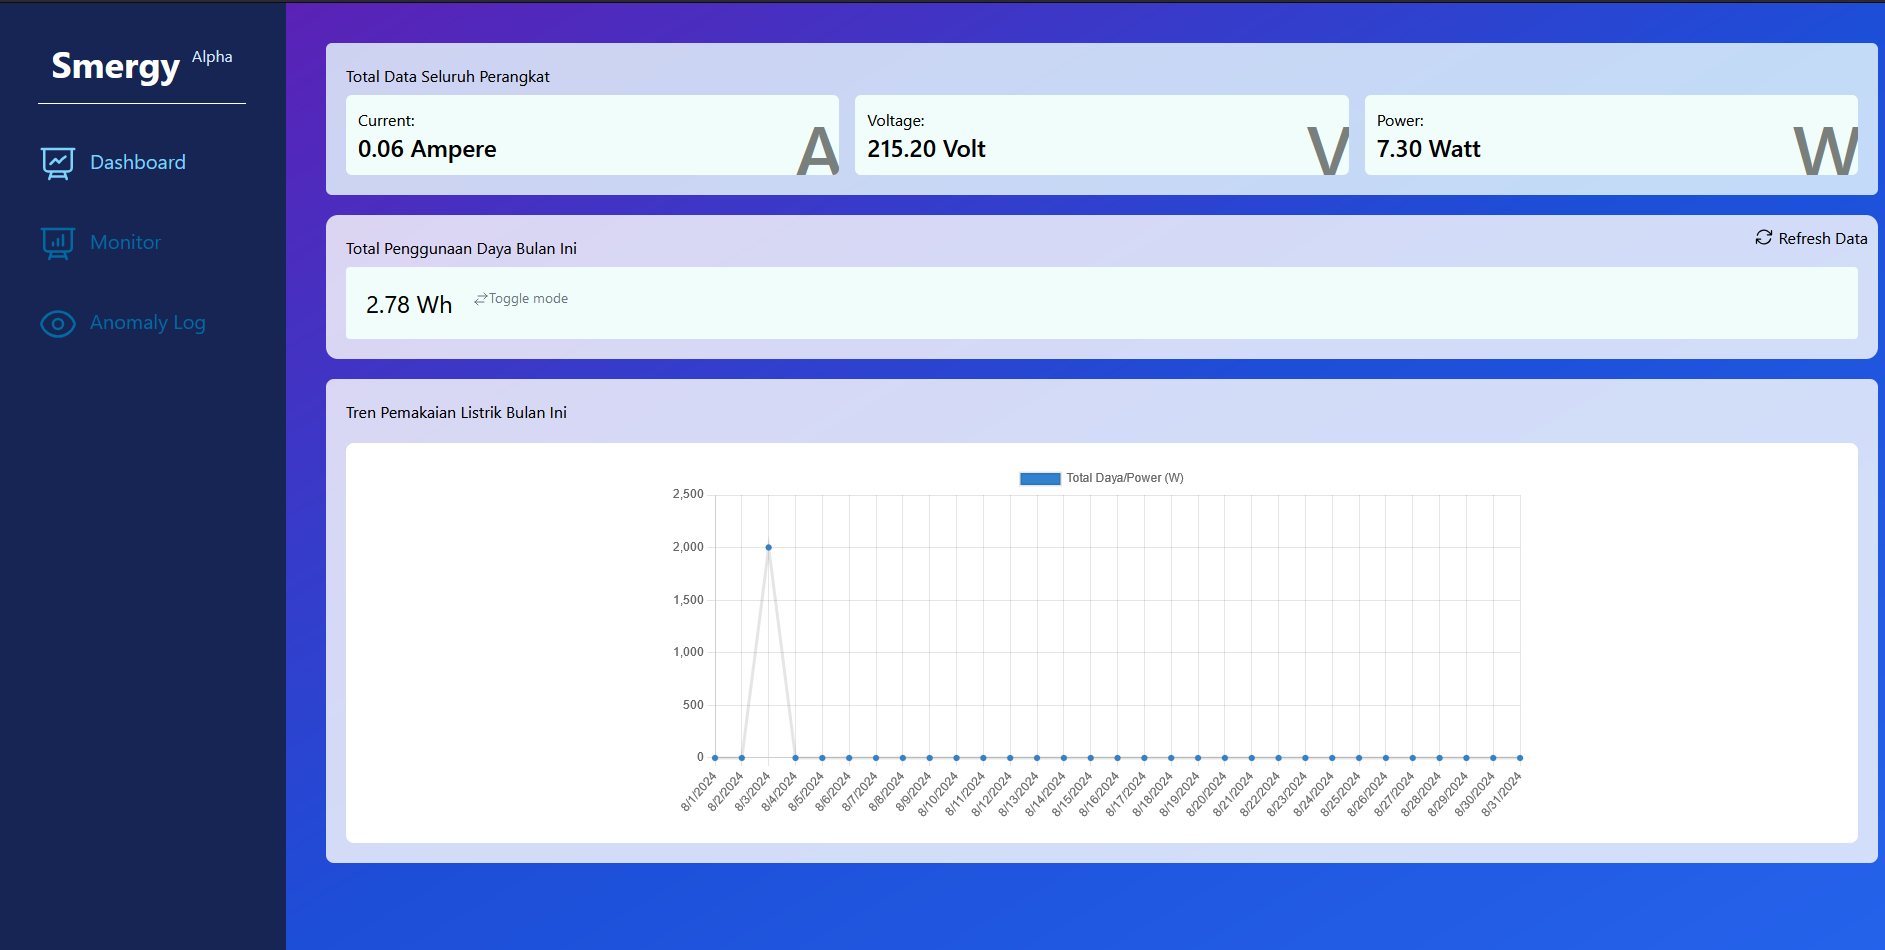 Smergy Alpha
Dashboard
Monitor
Anomaly Log
Total Data Seluruh Perangkat
Current:
0.06 Ampere
A
Voltage:
215.20 Volt
V
Power:
7.30 Watt
W
Total Penggunaan Daya Bulan Ini
Refresh Data
2.78 Wh
Toggle mode
Tren Pemakaian Listrik Bulan Ini
Total Daya/Power (W)
2,500
2,000
1,500
1,000
500
0
8/1/2024
8/2/2024
8/3/2024
8/4/2024
8/5/2024
8/6/2024
8/7/2024
8/8/2024
8/9/2024
8/10/2024
8/11/2024
8/12/2024
8/13/2024
8/14/2024
8/15/2024
8/16/2024
8/17/2024
8/18/2024
8/19/2024
8/20/2024
8/21/2024
8/22/2024
8/23/2024
8/24/2024
8/25/2024
8/26/2024
8/27/2024
8/28/2024
8/29/2024
8/30/2024
8/31/2024